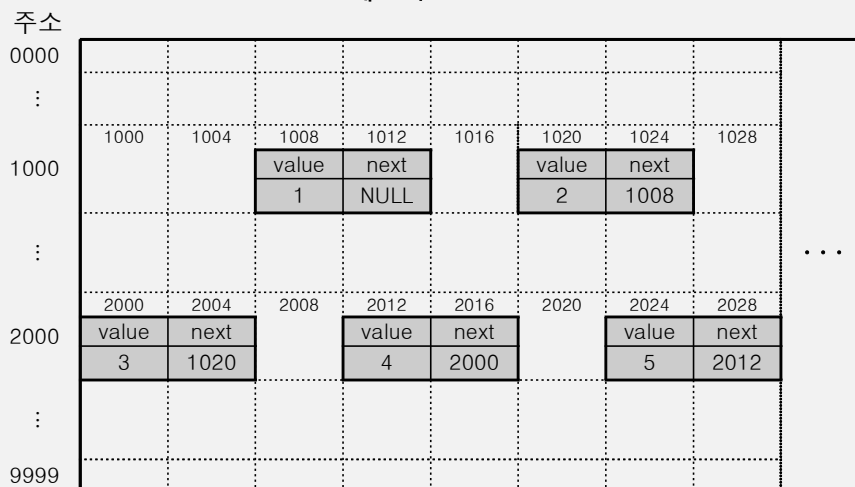 주소
0000
⋮
1000 1004 1008 1012 1016 1020 1024 1028
value next value next
1000
1 NULL 2 1008
⋮
...
2000 2004 2008 2012 2016 2020 2024 2028
value next value next value next
2000
3 1020 4 2000 5 2012
⋮
9999